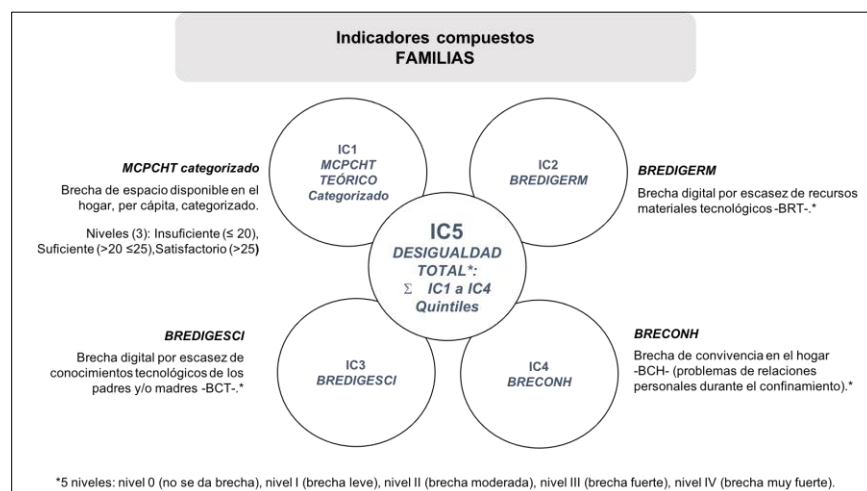 Indicadores compuestos
FAMILIAS
IC1
MCPCHT
TEÓRICO
Categorizado
IC2
BREDIGERM
MCPCHT categorizado
Brecha de espacio disponible en el
hogar, per cápita, categorizado.
Niveles (3): Insuficiente (≤ 20),
Suficiente (>20 ≤25),Satisfactorio (>25)
BREDIGERM
Brecha digital por escasez de recursos
materiales tecnológicos -BRT-.*
IC5
DESIGUALDAD
TOTAL*:
Σ IC1 a IC4
Quintiles
BREDIGESCI
Brecha digital por escasez de
conocimientos tecnológicos de los
padres y/o madres -BCT-.*
IC3
BREDIGESCI
IC4
BRECONH
BRECONH
Brecha de convivencia en el hogar
-BCH- (problemas de relaciones
personales durante el confinamiento).*
*5 niveles: nivel 0 (no se da brecha), nivel I (brecha leve), nivel II (brecha moderada), nivel III (brecha fuerte), nivel IV (brecha muy fuerte).